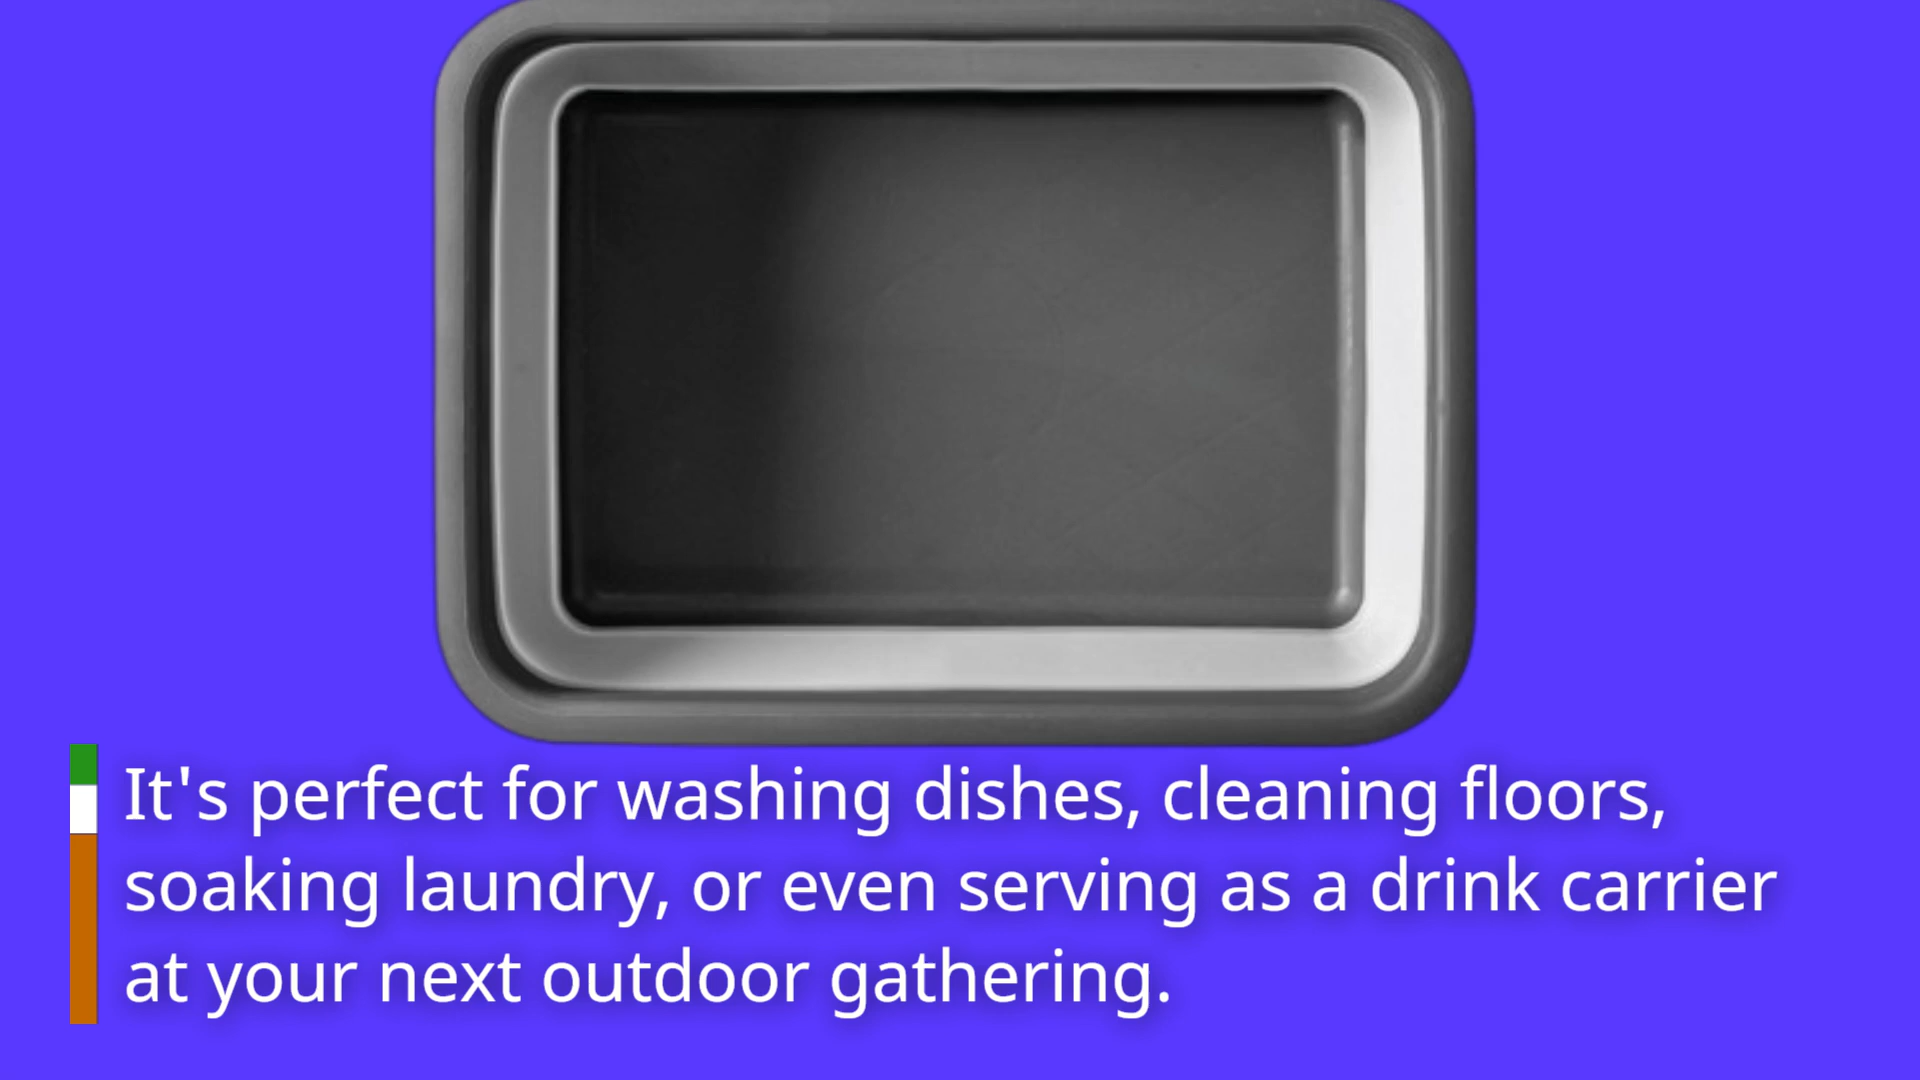 It's perfect for washing dishes, cleaning floors,
soaking laundry, or even serving as a drink carrier
at your next outdoor gathering.